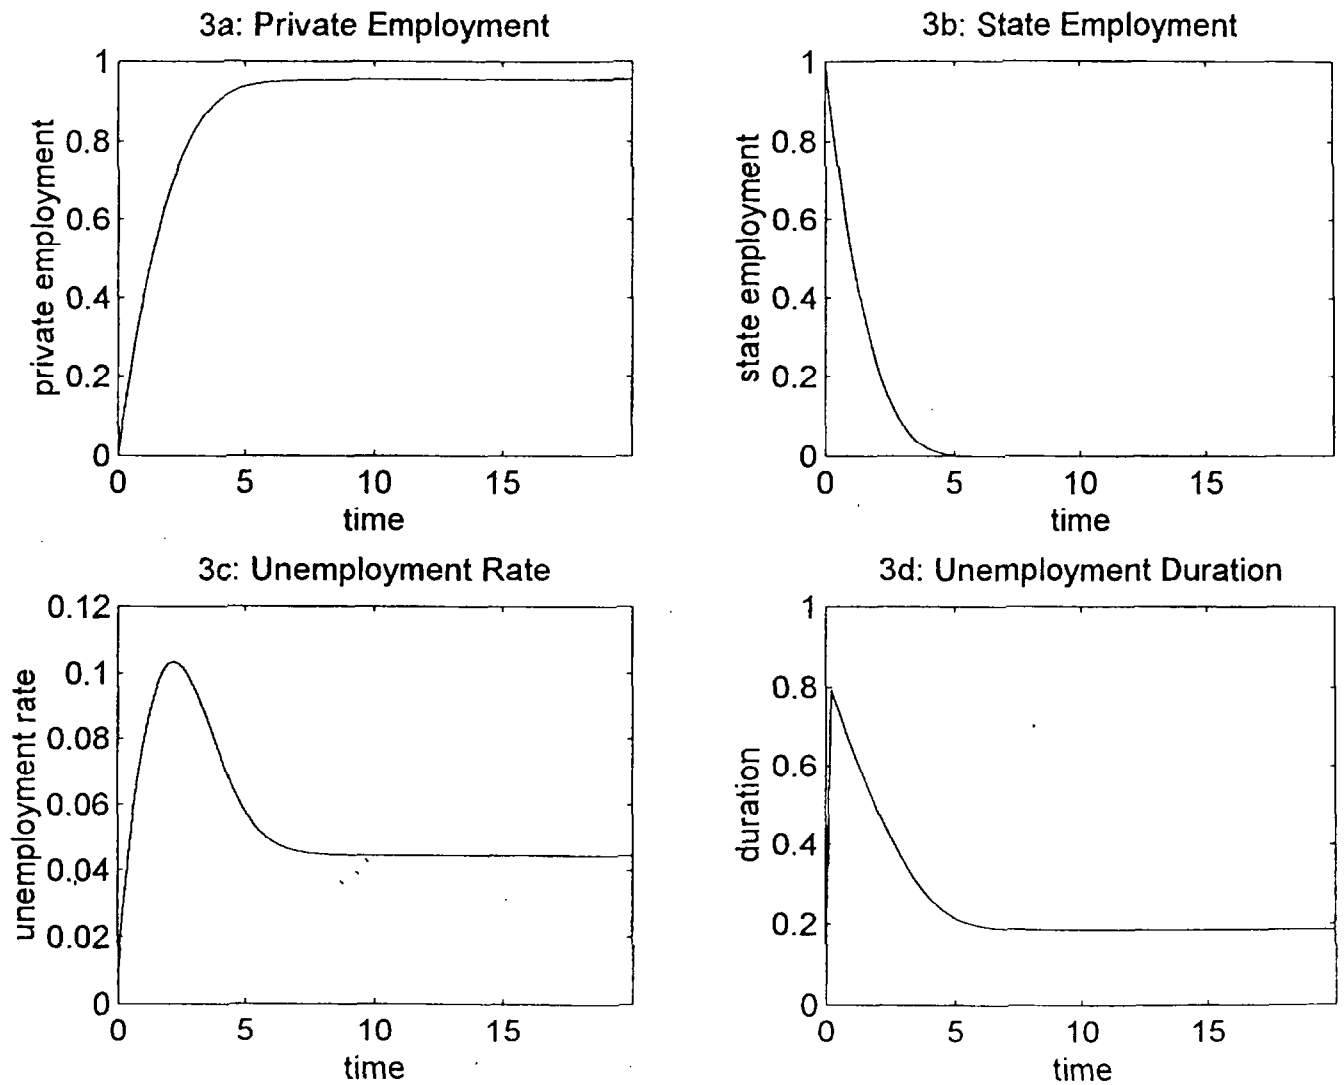 3a: Private Employment
private employment
1
0.8
0.6
0.4
0.2
0
0 5 10 15
time
3b: State Employment
state employment
1
0.8
0.6
0.4
0.2
0
0 5 10 15
time
3c: Unemployment Rate
unemployment rate
0.12
0.1
0.08
0.06
0.04
0.02
0
0 5 10 15
time
3d: Unemployment Duration
duration
1
0.8
0.6
0.4
0.2
0
0 5 10 15
time